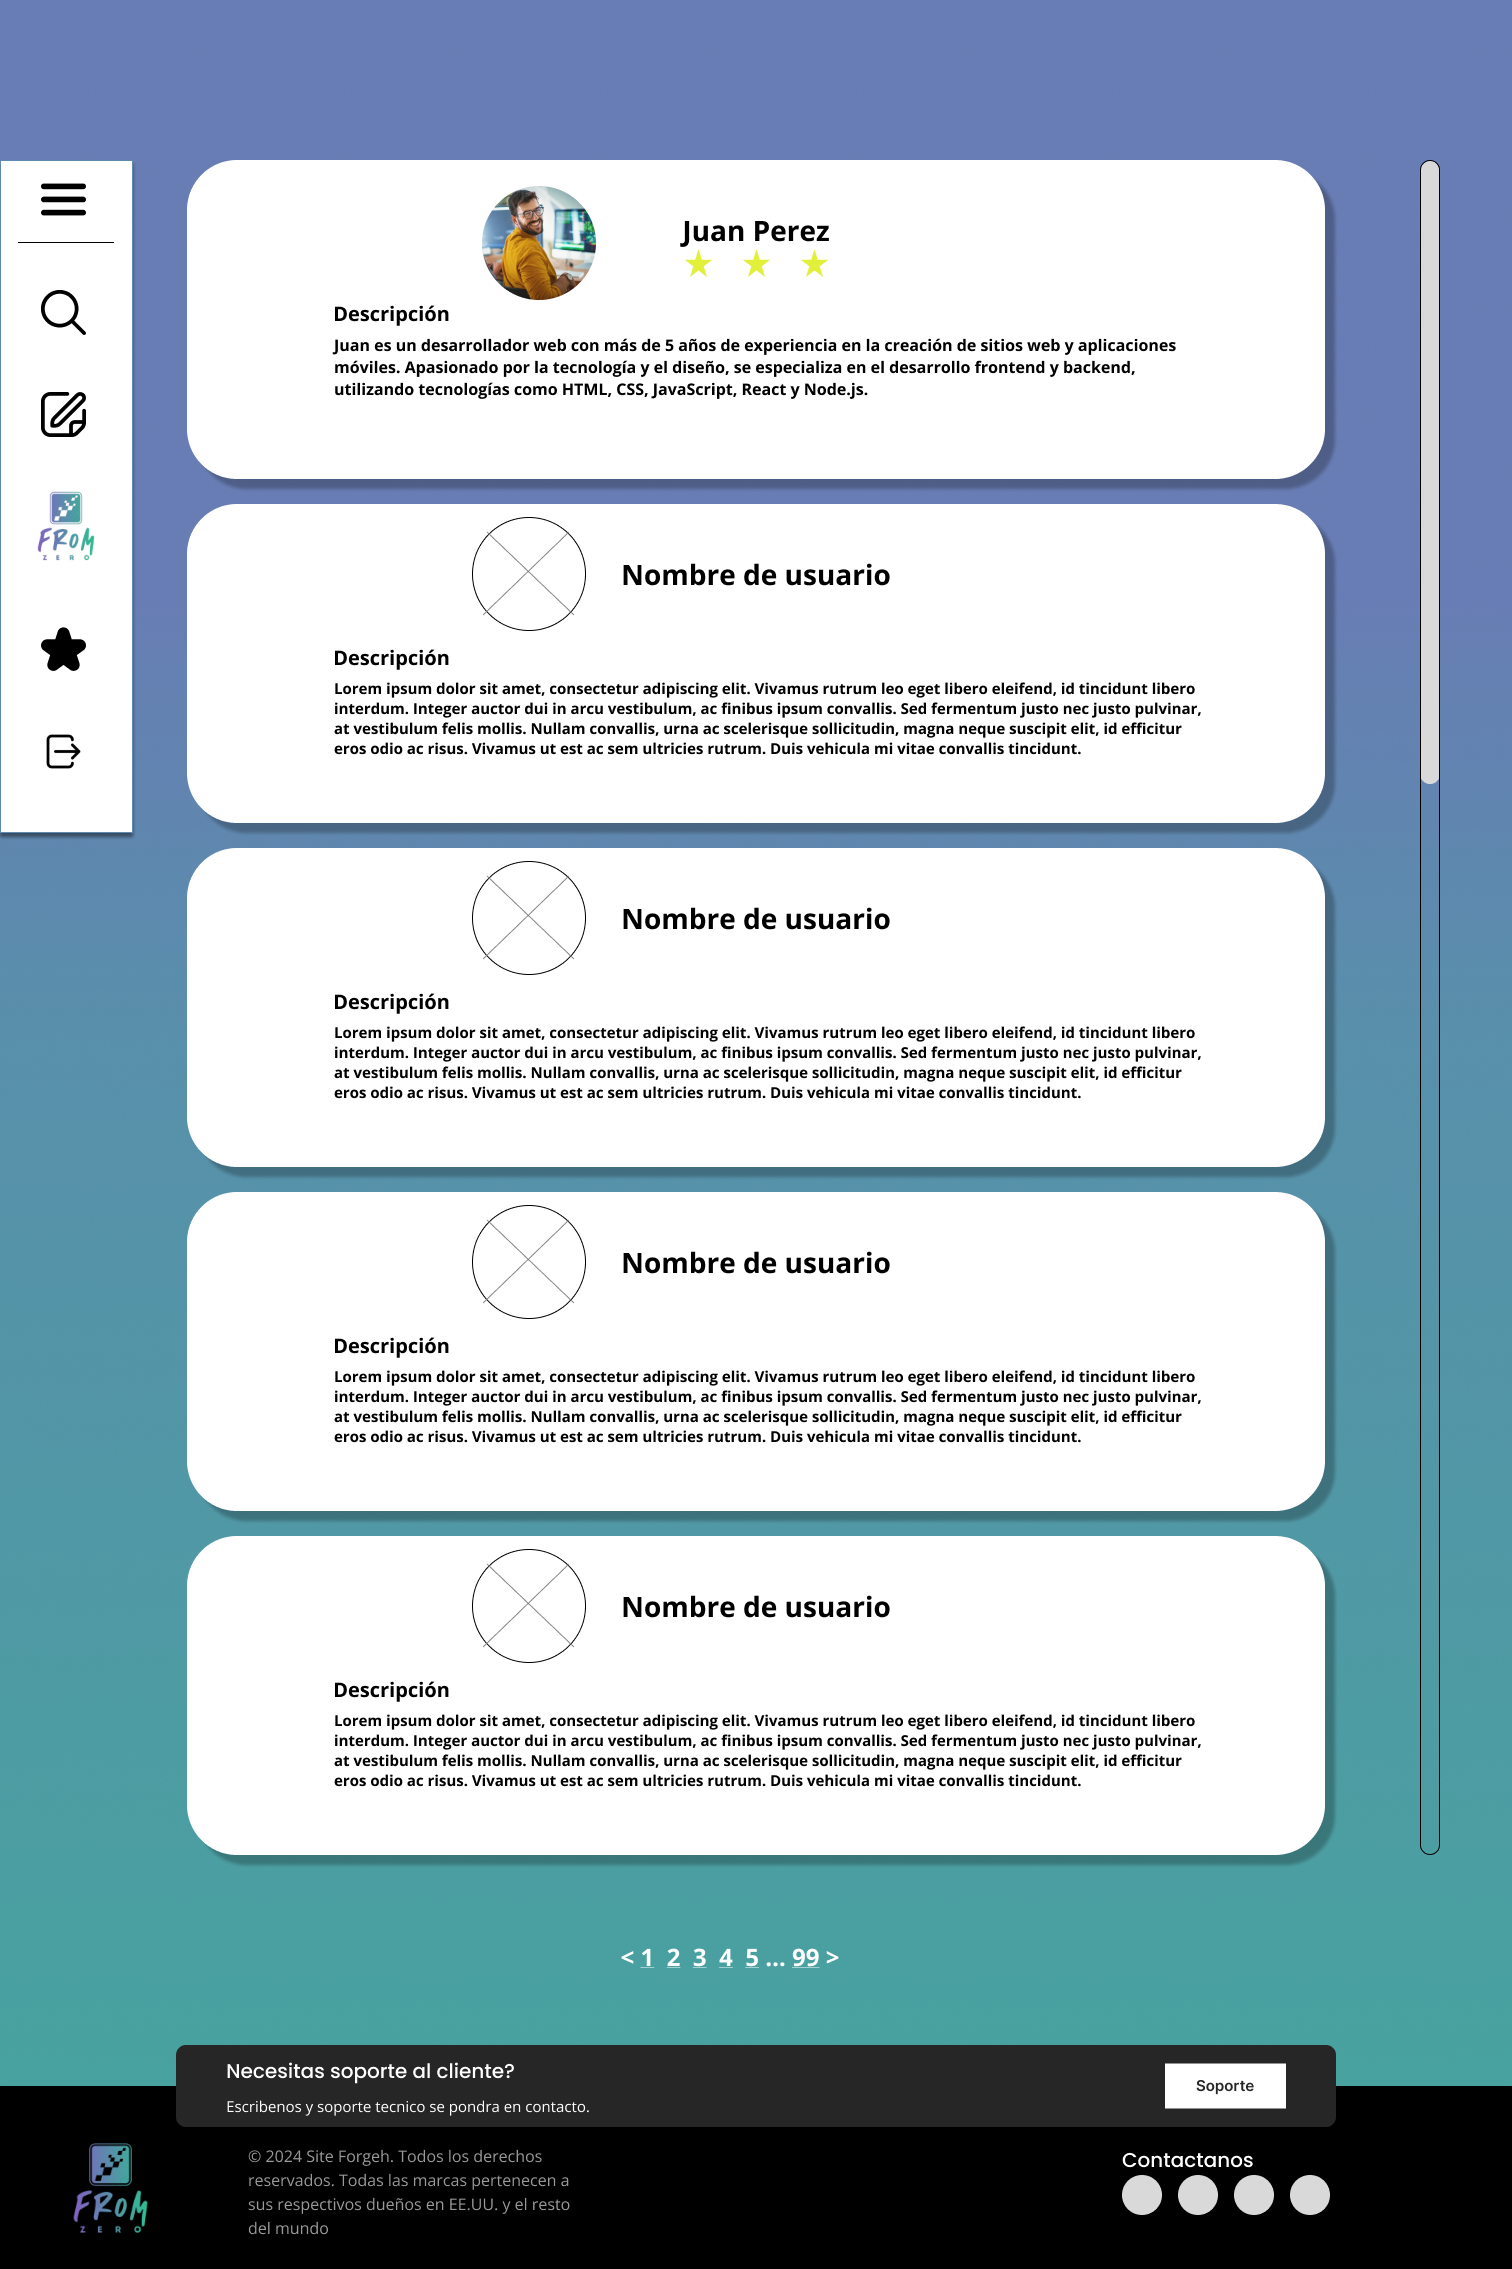 Juan Perez
Descripción
Juan es un desarrollador web con más de 5 años de experiencia en la creación de sitios web y aplicaciones
móviles. Apasionado por la tecnología y el diseño, se especializa en el desarrollo frontend y backend,
utilizando tecnologías como HTML, CSS, JavaScript, React y Node.js.
FROM
ZERO
Nombre de usuario
Descripción
Lorem ipsum dolor sit amet, consectetur adipiscing elit. Vivamus rutrum leo eget libero eleifend, id tincidunt libero
interdum. Integer auctor dui in arcu vestibulum, ac finibus ipsum convallis. Sed fermentum justo nec justo pulvinar,
at vestibulum felis mollis. Nullam convallis, urna ac scelerisque sollicitudin, magna neque suscipit elit, id efficitur
eros odio ac risus. Vivamus ut est ac sem ultricies rutrum. Duis vehicula mi vitae convallis tincidunt.
Nombre de usuario
Descripción
Lorem ipsum dolor sit amet, consectetur adipiscing elit. Vivamus rutrum leo eget libero eleifend, id tincidunt libero
interdum. Integer auctor dui in arcu vestibulum, ac finibus ipsum convallis. Sed fermentum justo nec justo pulvinar,
at vestibulum felis mollis. Nullam convallis, urna ac scelerisque sollicitudin, magna neque suscipit elit, id efficitur
eros odio ac risus. Vivamus ut est ac sem ultricies rutrum. Duis vehicula mi vitae convallis tincidunt.
Nombre de usuario
Descripción
Lorem ipsum dolor sit amet, consectetur adipiscing elit. Vivamus rutrum leo eget libero eleifend, id tincidunt libero
interdum. Integer auctor dui in arcu vestibulum, ac finibus ipsum convallis. Sed fermentum justo nec justo pulvinar,
at vestibulum felis mollis. Nullam convallis, urna ac scelerisque sollicitudin, magna neque suscipit elit, id efficitur
eros odio ac risus. Vivamus ut est ac sem ultricies rutrum. Duis vehicula mi vitae convallis tincidunt.
Nombre de usuario
Descripción
Lorem ipsum dolor sit amet, consectetur adipiscing elit. Vivamus rutrum leo eget libero eleifend, id tincidunt libero
interdum. Integer auctor dui in arcu vestibulum, ac finibus ipsum convallis. Sed fermentum justo nec justo pulvinar,
at vestibulum felis mollis. Nullam convallis, urna ac scelerisque sollicitudin, magna neque suscipit elit, id efficitur
eros odio ac risus. Vivamus ut est ac sem ultricies rutrum. Duis vehicula mi vitae convallis tincidunt.
< 1 2 3 4 5 ... 99 >
Necesitas soporte al cliente?
Escribenos y soporte tecnico se pondra en contacto.
Soporte
FROM
ZERO
© 2024 Site Forgeh. Todos los derechos
reservados. Todas las marcas pertenecen a
sus respectivos dueños en EE.UU. y el resto
del mundo
Contactanos